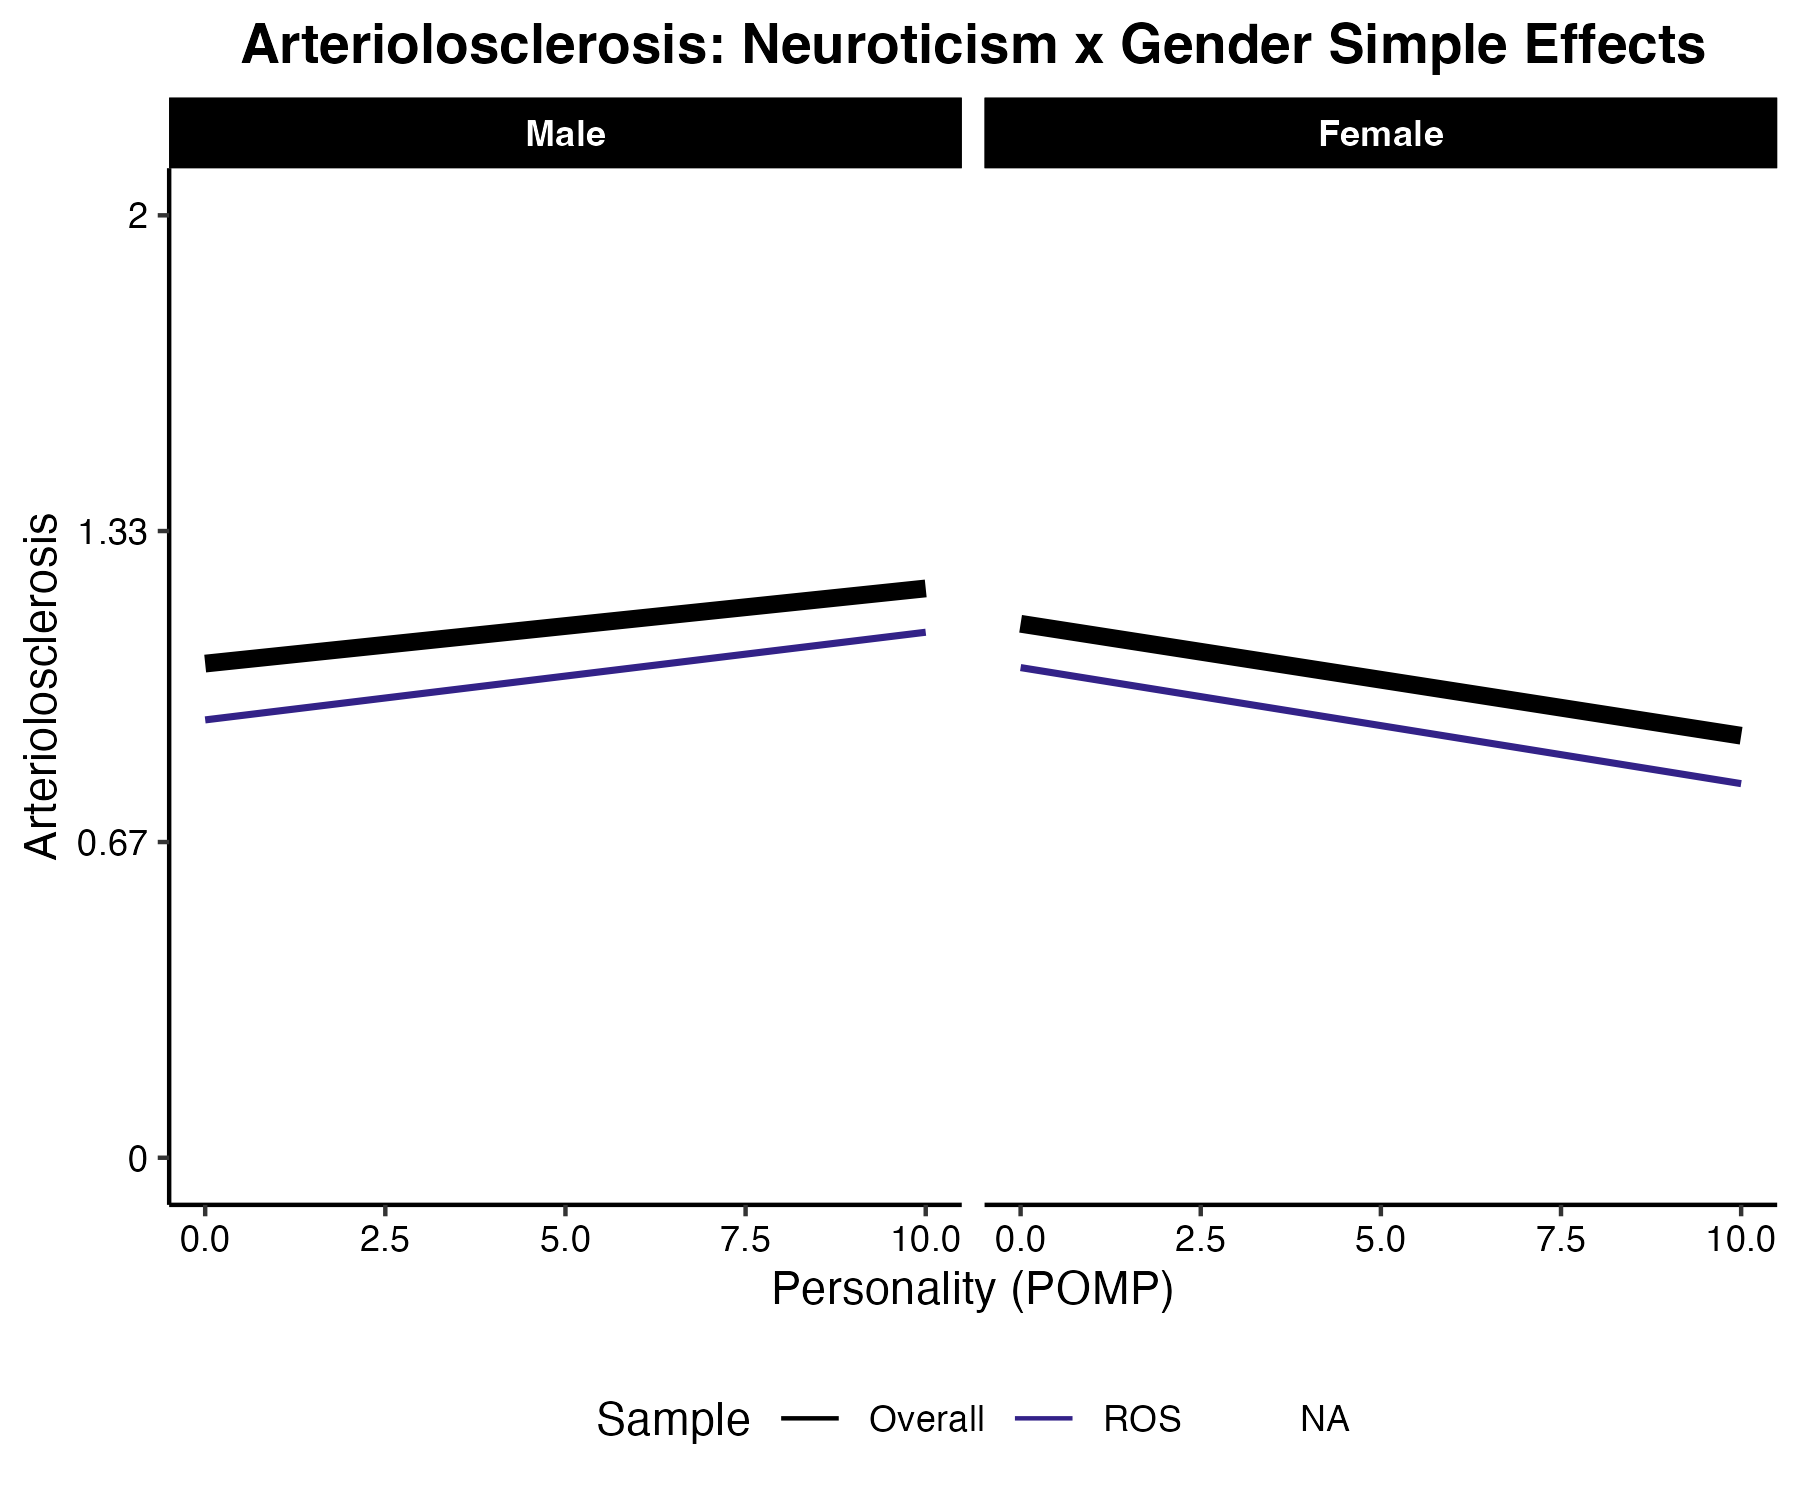 Arteriolosclerosis: Neuroticism x Gender Simple Effects
Male
Female
Arteriolosclerosis
2
1.33
0.67
0
0.0 2.5 5.0 7.5 10.0
0.0 2.5 5.0 7.5 10.0
Personality (POMP)
Sample Overall ROS NA